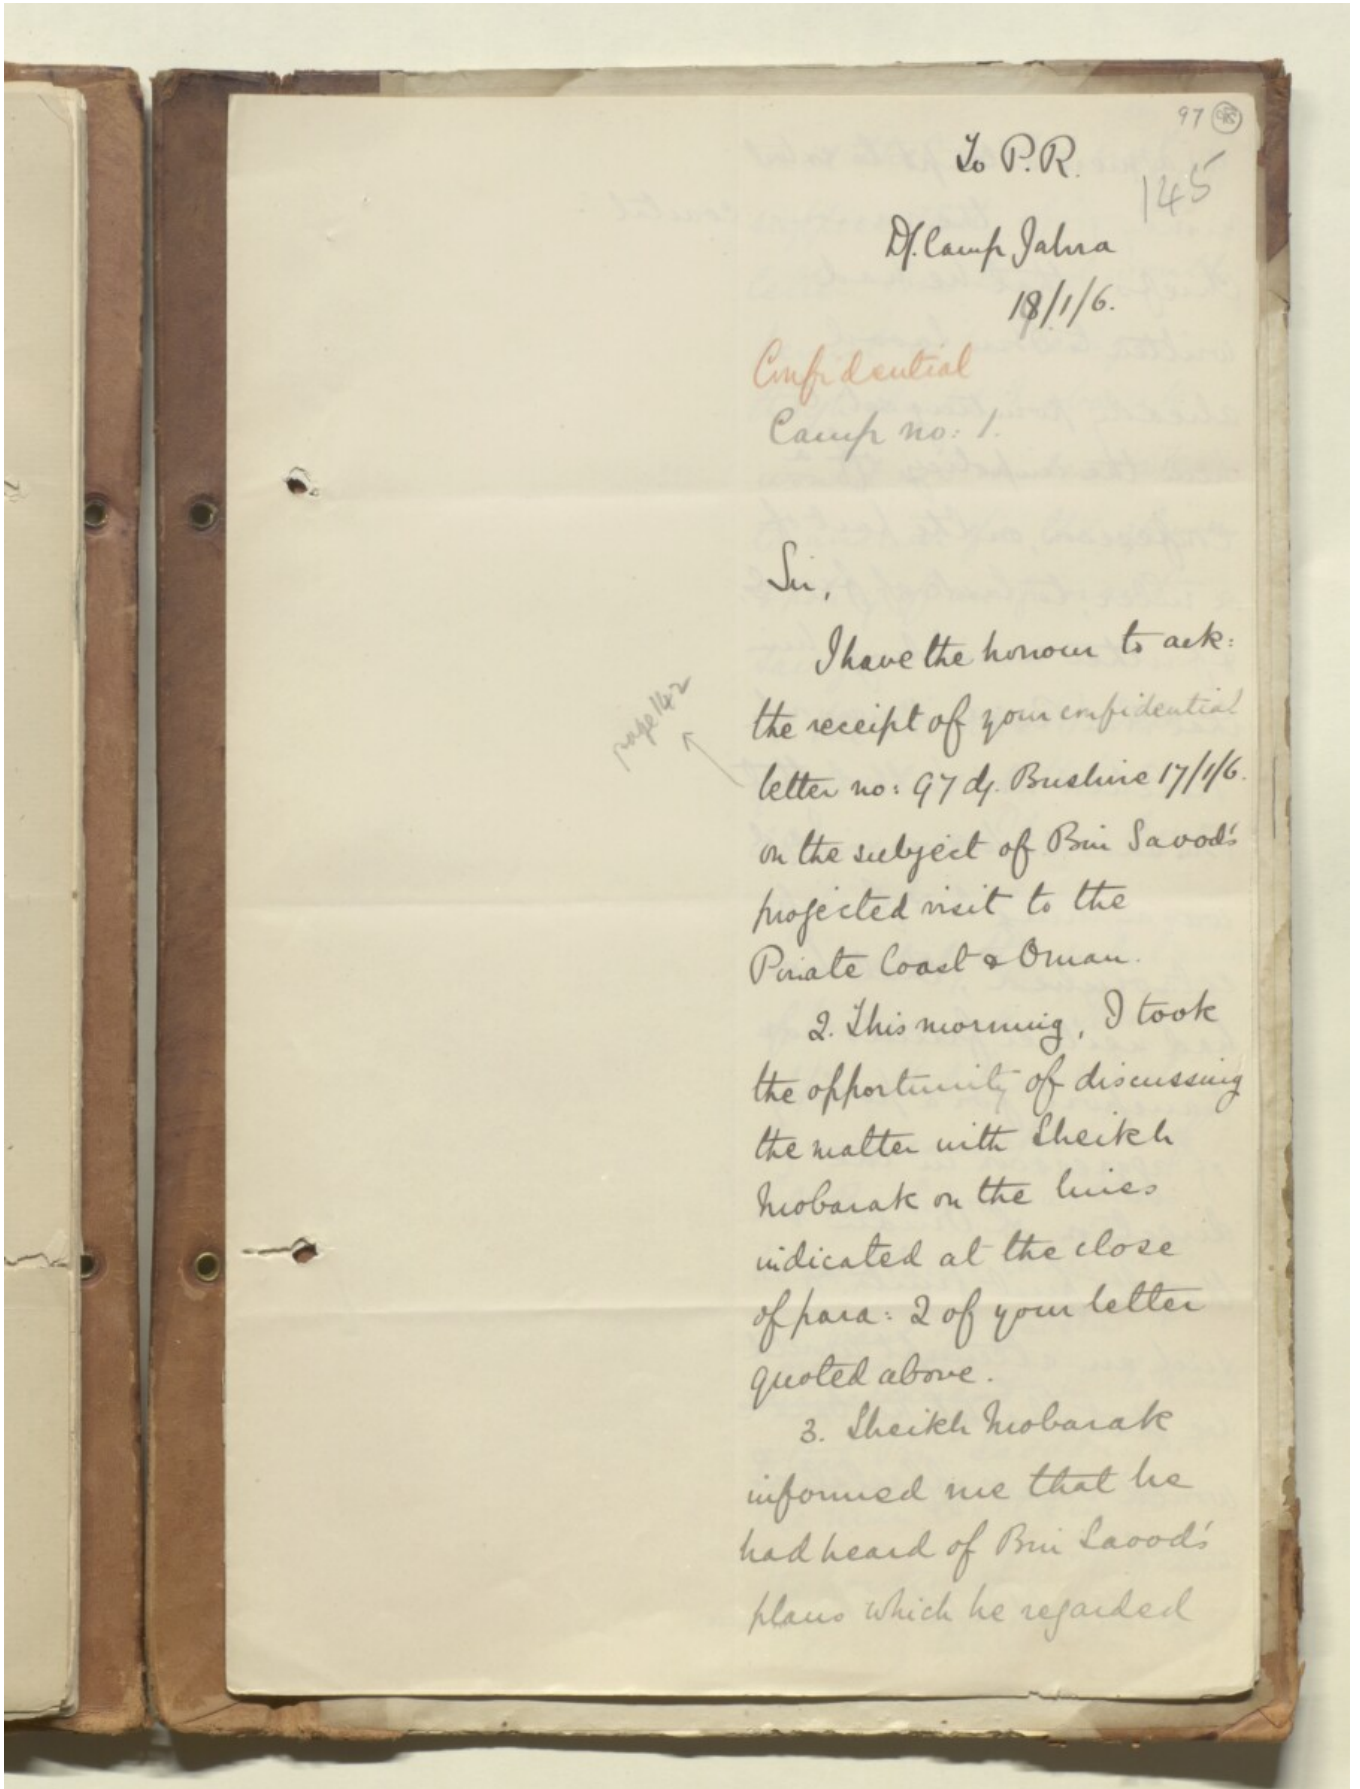 97
To P.R.
145
D/. Camp Jahra
18/1/6.
Confidential
Camp no: 1.
Sir,
I have the honour to ack:
the receipt of your confidential
page 142
letter no: 97 d/. Bushire 17/1/6.
on the subject of Bin Saood's
projected visit to the
Pirate Coast & Oman.
2. This morning, I took
the opportunity of discussing
the matter with Sheikh
Mobarak on the lines
indicated at the close
of para: 2 of your letter
quoted above.
3. Sheikh Mobarak
informed me that he
had heard of Bin Saood's
plans which he regarded